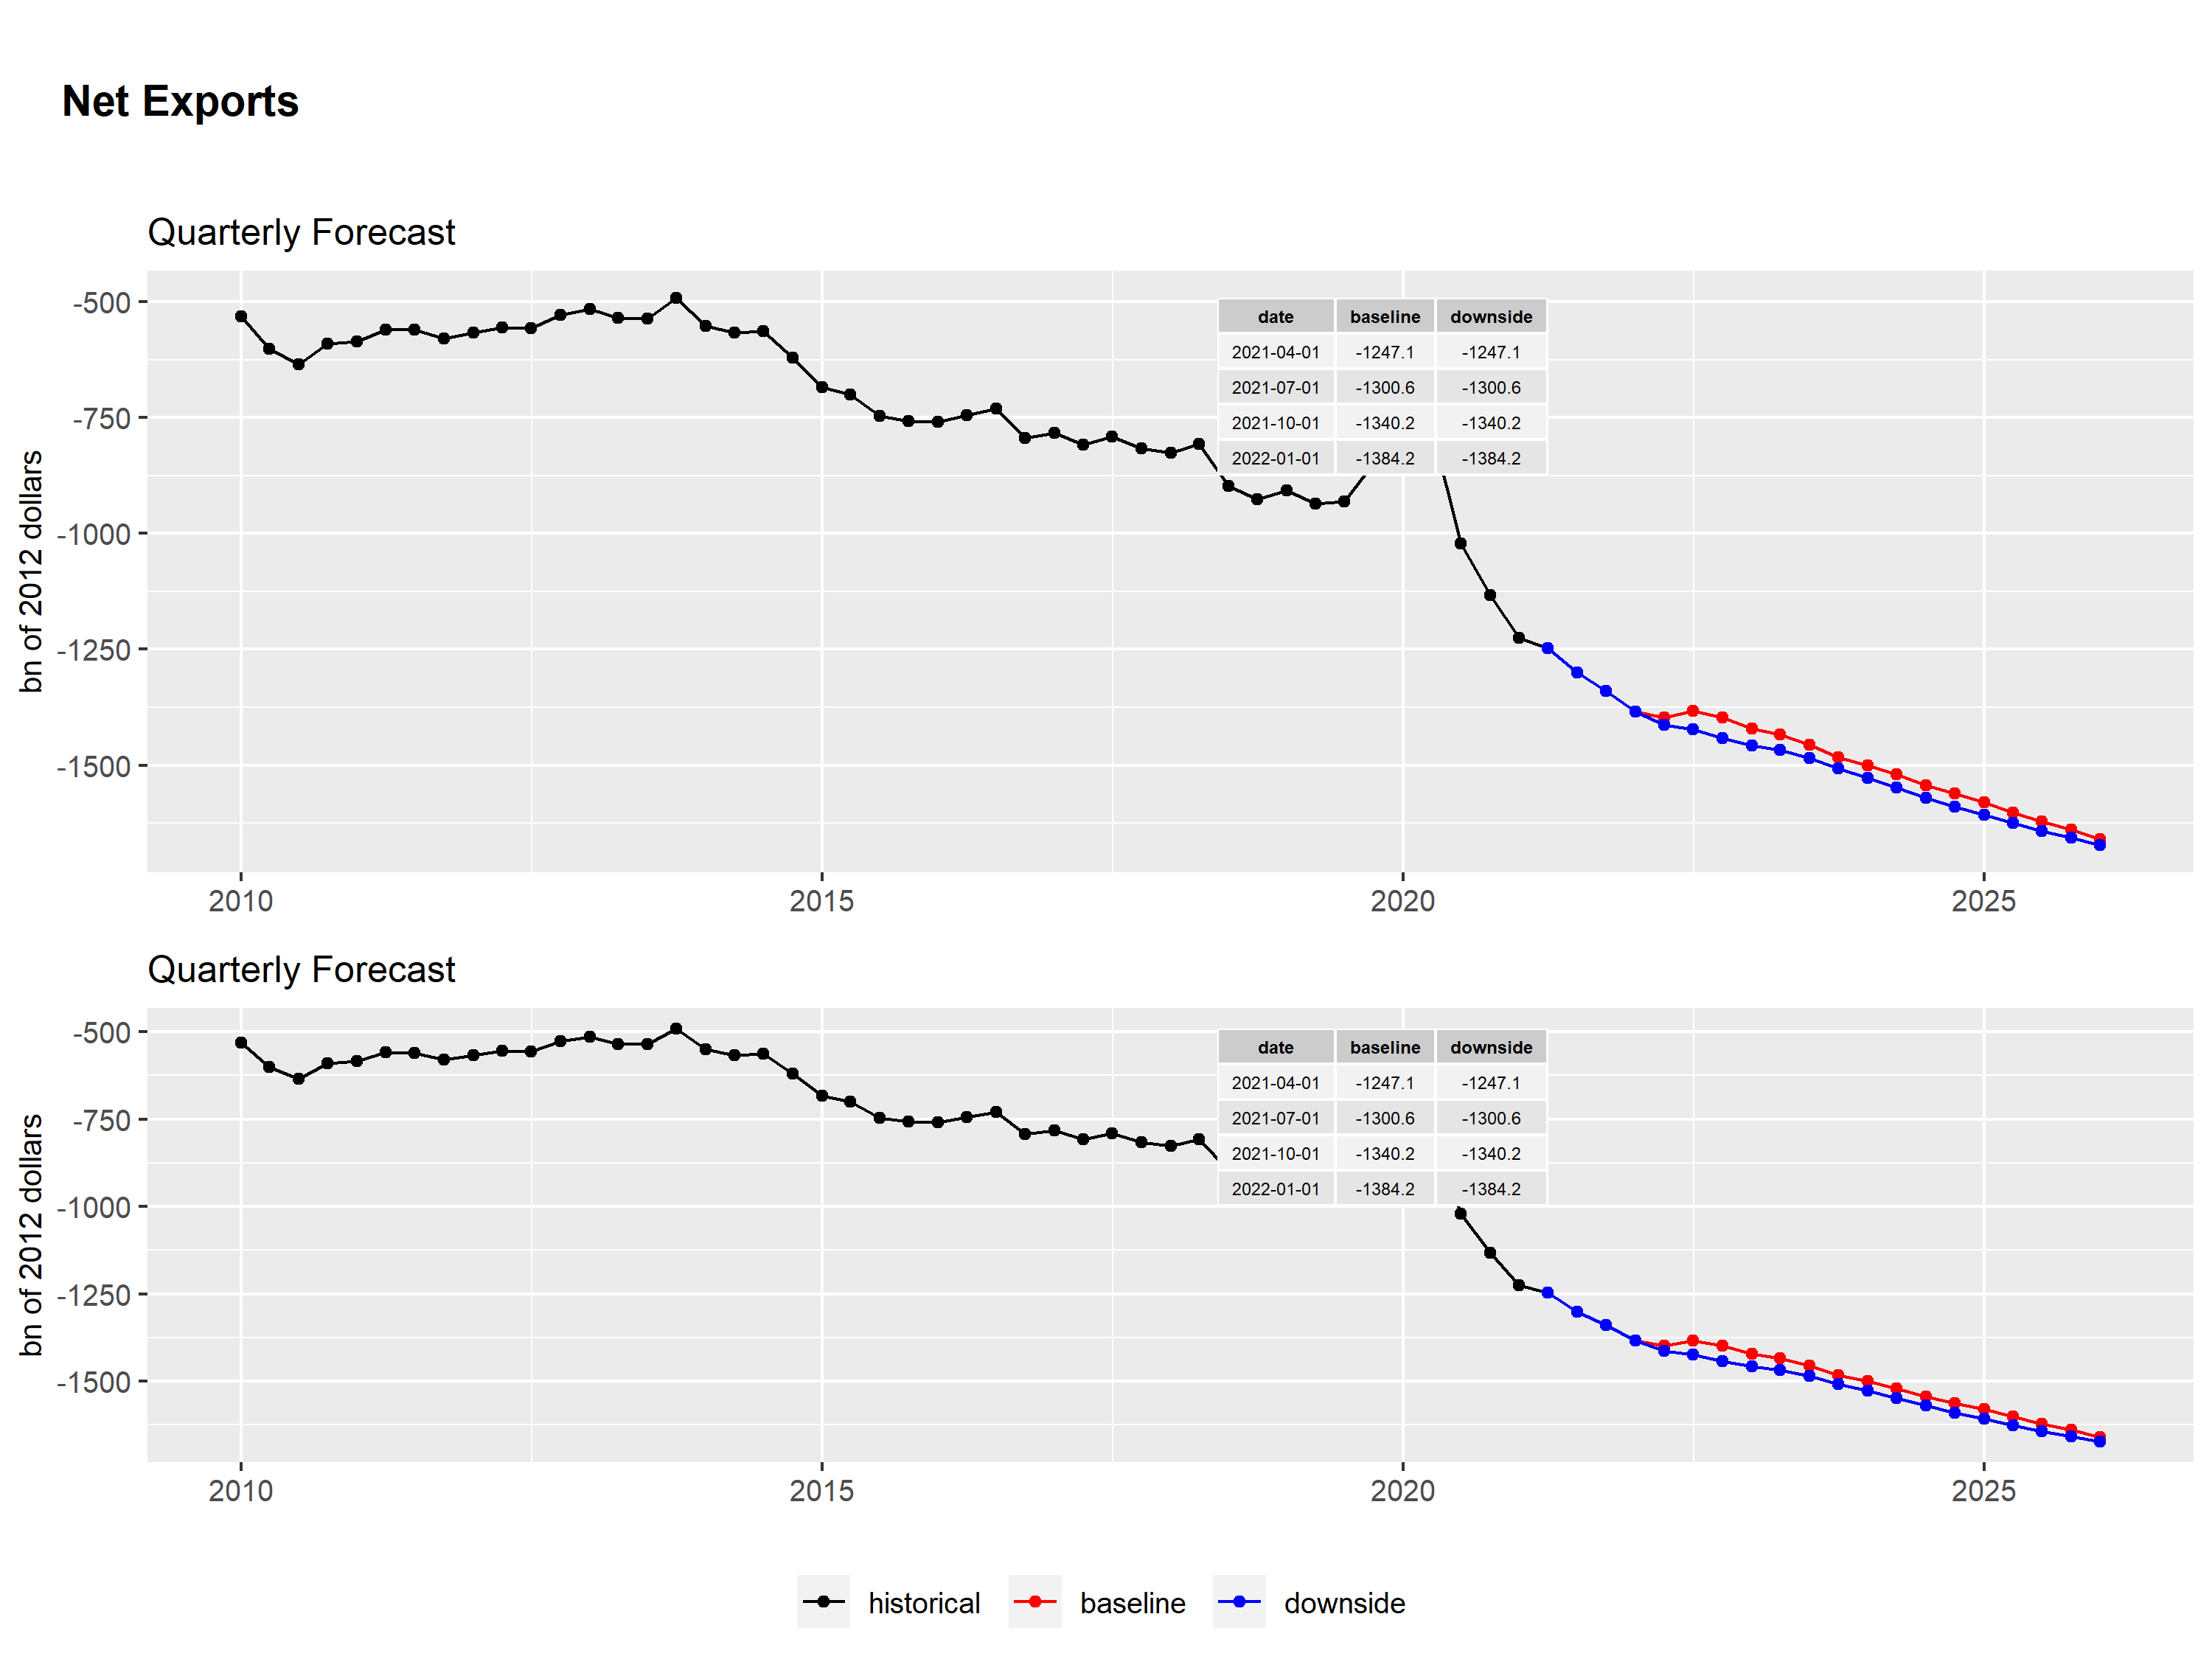 Net Exports
Quarterly Forecast
bn of 2012 dollars
-500
-750
-1000
-1250
-1500
date baseline downside
2021-04-01 -1247.1 -1247.1
2021-07-01 -1300.6 -1300.6
2021-10-01 -1340.2 -1340.2
2022-01-01 -1384.2 -1384.2
2010 2015 2020 2025
Quarterly Forecast
bn of 2012 dollars
-500
-750
-1000
-1250
-1500
date baseline downside
2021-04-01 -1247.1 -1247.1
2021-07-01 -1300.6 -1300.6
2021-10-01 -1340.2 -1340.2
2022-01-01 -1384.2 -1384.2
2010 2015 2020 2025
historical baseline downside